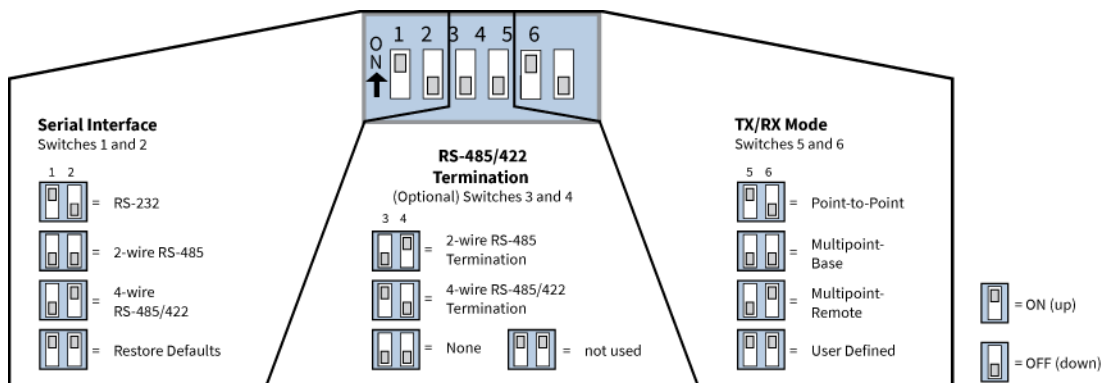 ON
1 2 3 4 5 6
Serial Interface
Switches 1 and 2
1 2
= RS-232
= 2-wire RS-485
= 4-wire
RS-485/422
= Restore Defaults
RS-485/422
Termination
(Optional) Switches 3 and 4
3 4
= 2-wire RS-485
Termination
= 4-wire RS-485/422
Termination
= None
= not used
TX/RX Mode
Switches 5 and 6
5 6
= Point-to-Point
= Multipoint-
Base
= Multipoint-
Remote
= User Defined
= ON (up)
= OFF (down)